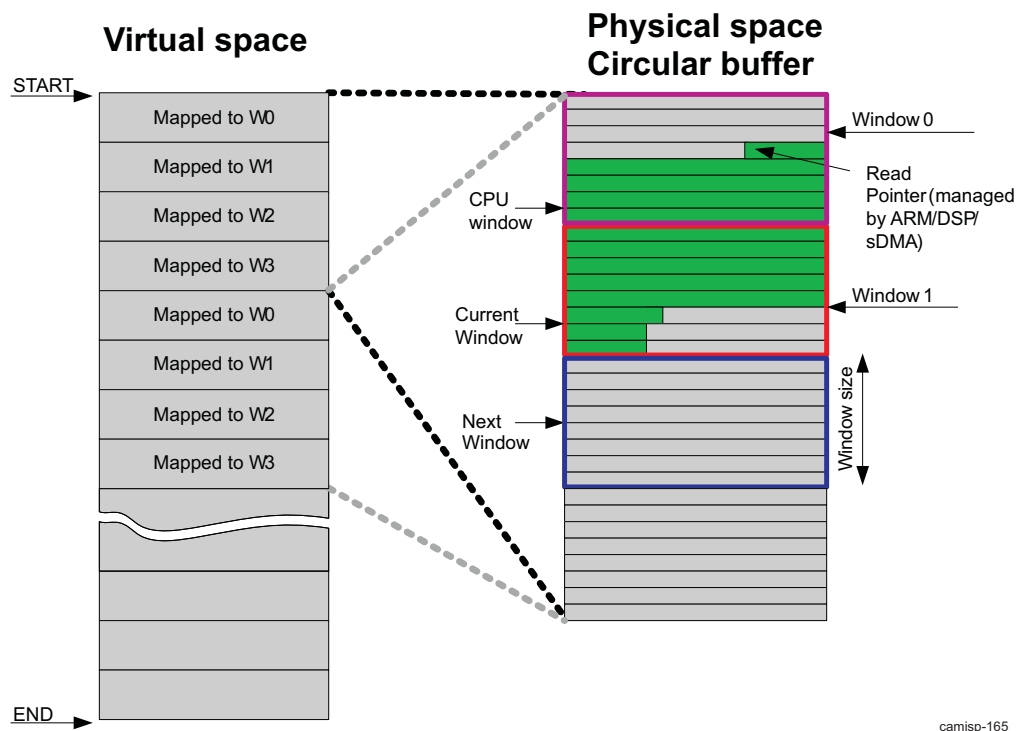 Virtual space
Physical space
Circular buffer
START
Mapped to W0
Mapped to W1
Mapped to W2
Mapped to W3
Mapped to W0
Mapped to W1
Mapped to W2
Mapped to W3
END
CPU
window
Current
Window
Next
Window
Window 0
Read
Pointer (managed
by ARM/DSP/
sDMA)
Window 1
Window size
camisp-165